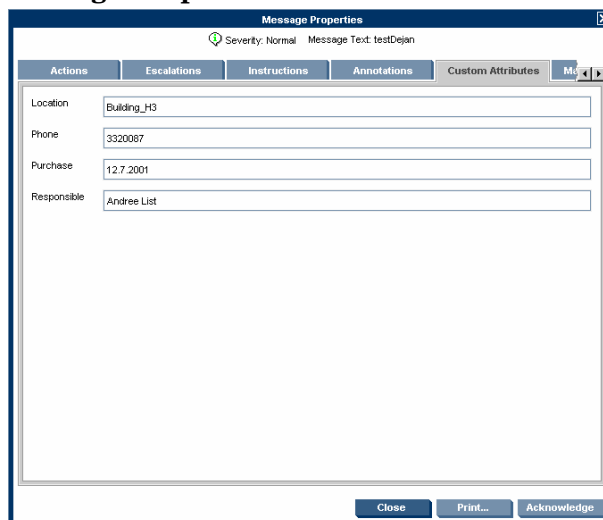 Message Properties
Severity: Normal Message Text: testDejan
Actions Escalations Instructions Annotations Custom Attributes
Location Building_H3
Phone 3320087
Purchase 12.7.2001
Responsible Andree List
Close Print... Acknowledge